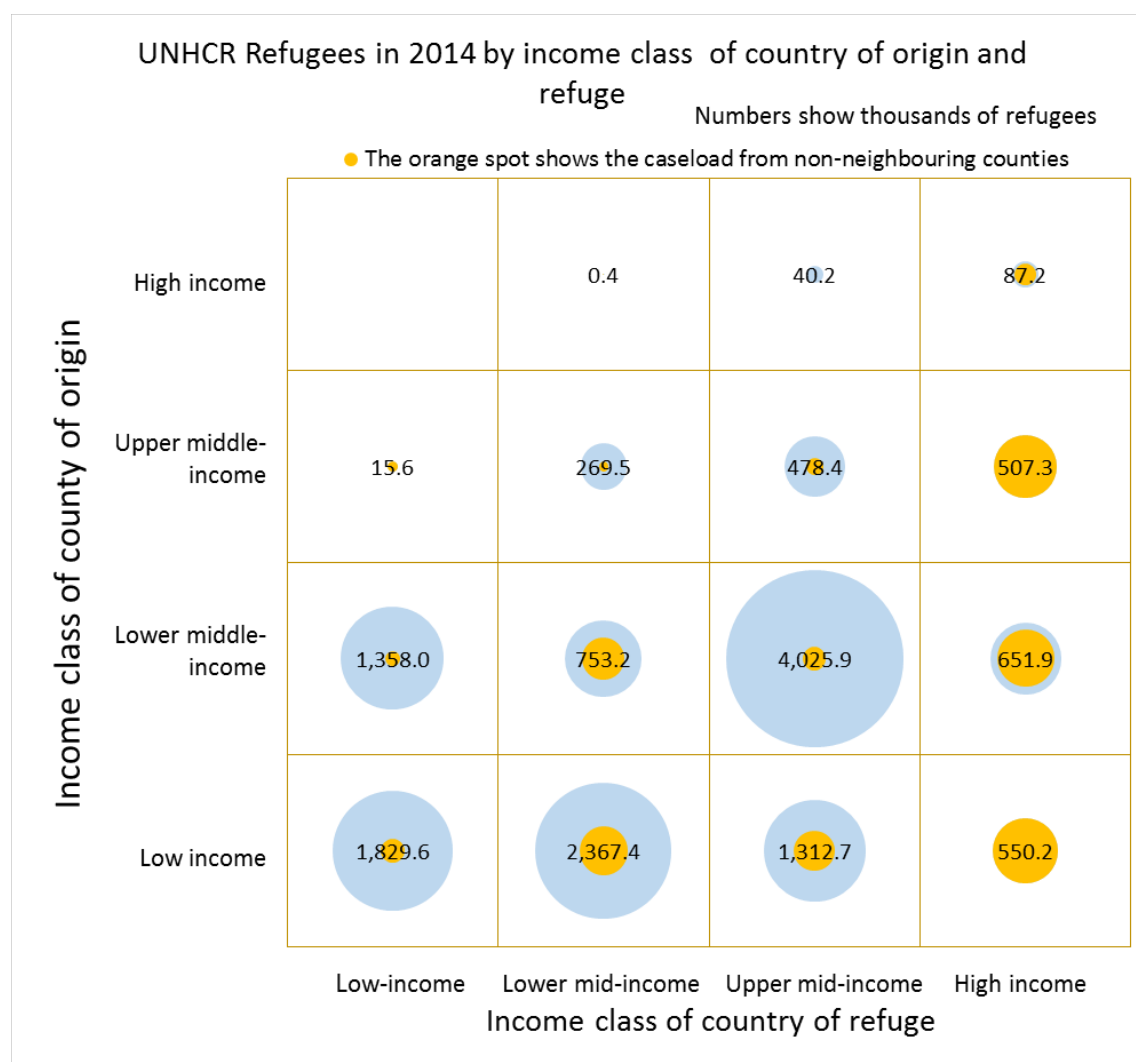 UNHCR Refugees in 2014 by income class of country of origin and
refuge
Numbers show thousands of refugees
The orange spot shows the caseload from non-neighbouring counties
Income class of county of origin
High income
0.4
40.2
87.2
Upper middle-
income
15.6
269.5
478.4
507.3
Lower middle-
income
1,358.0
753.2
4,025.9
651.9
Low income
1,829.6
2,367.4
1,312.7
550.2
Low-income
Lower mid-income
Upper mid-income
High income
Income class of country of refuge